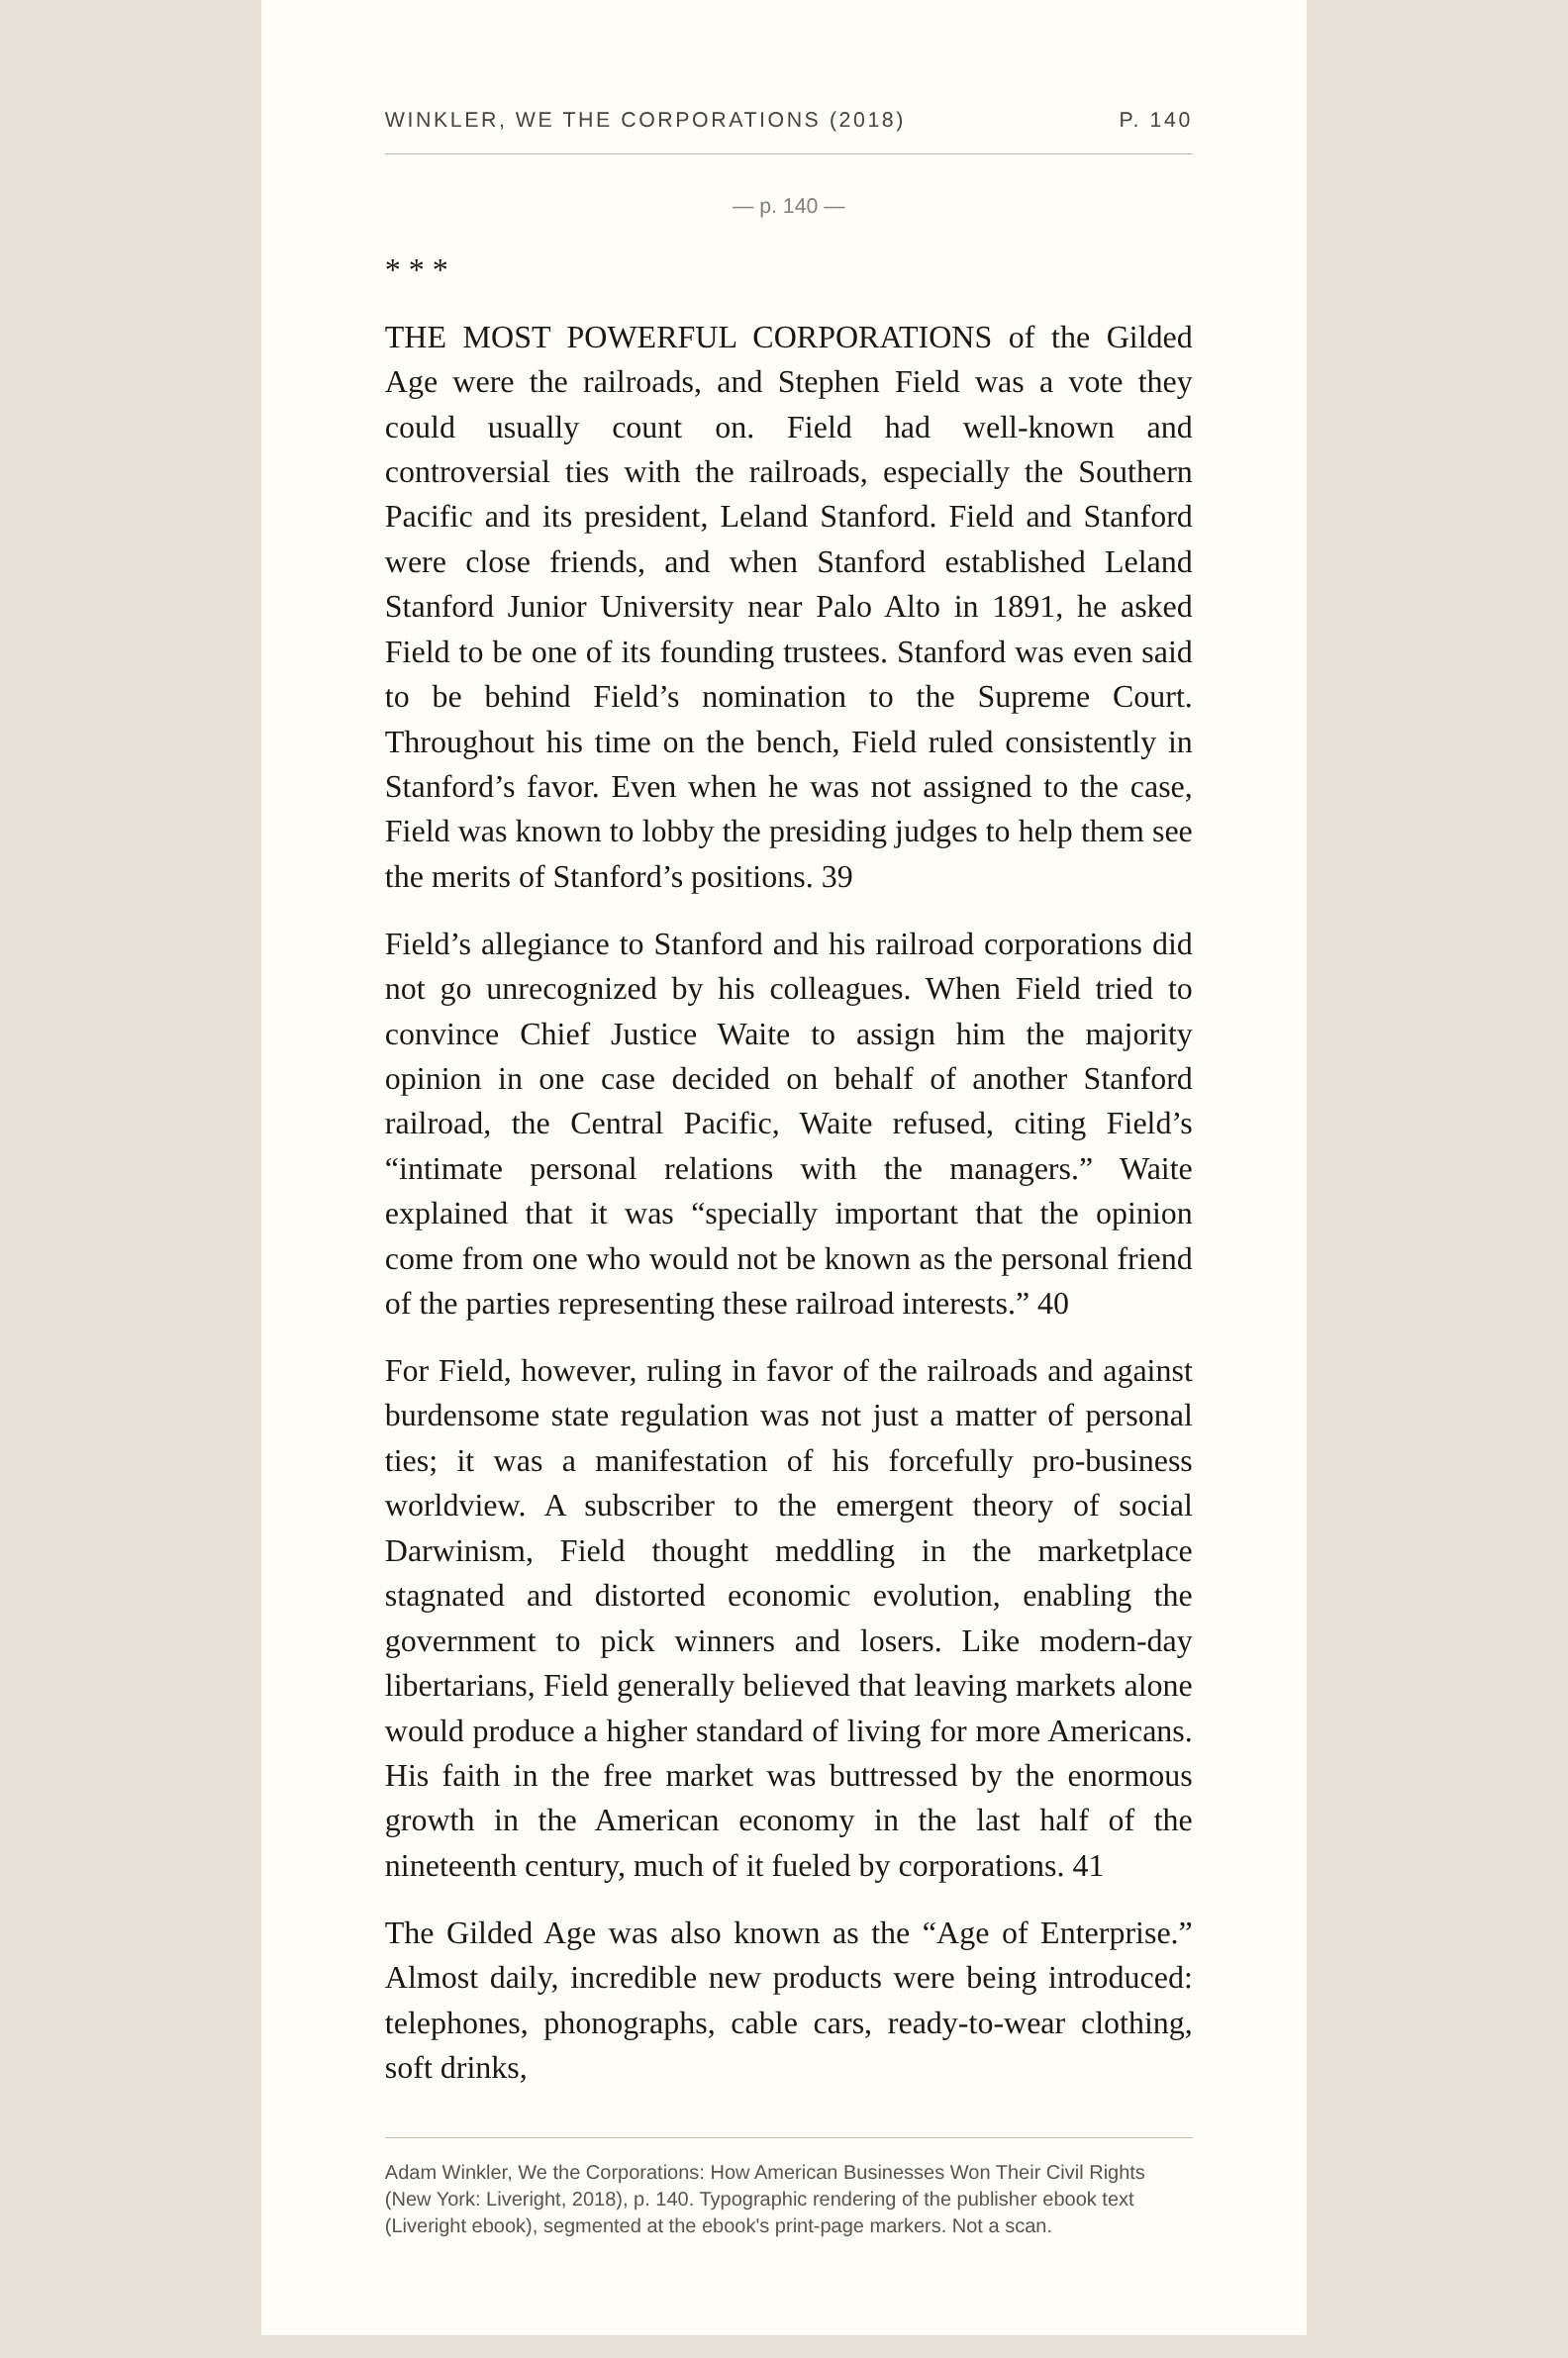 WINKLER, WE THE CORPORATIONS (2018) P. 140
— p. 140 —
* * *
THE MOST POWERFUL CORPORATIONS of the Gilded
Age were the railroads, and Stephen Field was a vote they
could usually count on. Field had well-known and
controversial ties with the railroads, especially the Southern
Pacific and its president, Leland Stanford. Field and Stanford
were close friends, and when Stanford established Leland
Stanford Junior University near Palo Alto in 1891, he asked
Field to be one of its founding trustees. Stanford was even said
to be behind Field’s nomination to the Supreme Court.
Throughout his time on the bench, Field ruled consistently in
Stanford’s favor. Even when he was not assigned to the case,
Field was known to lobby the presiding judges to help them see
the merits of Stanford’s positions. 39
Field’s allegiance to Stanford and his railroad corporations did
not go unrecognized by his colleagues. When Field tried to
convince Chief Justice Waite to assign him the majority
opinion in one case decided on behalf of another Stanford
railroad, the Central Pacific, Waite refused, citing Field’s
“intimate personal relations with the managers.” Waite
explained that it was “specially important that the opinion
come from one who would not be known as the personal friend
of the parties representing these railroad interests.” 40
For Field, however, ruling in favor of the railroads and against
burdensome state regulation was not just a matter of personal
ties; it was a manifestation of his forcefully pro-business
worldview. A subscriber to the emergent theory of social
Darwinism, Field thought meddling in the marketplace
stagnated and distorted economic evolution, enabling the
government to pick winners and losers. Like modern-day
libertarians, Field generally believed that leaving markets alone
would produce a higher standard of living for more Americans.
His faith in the free market was buttressed by the enormous
growth in the American economy in the last half of the
nineteenth century, much of it fueled by corporations. 41
The Gilded Age was also known as the “Age of Enterprise.”
Almost daily, incredible new products were being introduced:
telephones, phonographs, cable cars, ready-to-wear clothing,
soft drinks,
Adam Winkler, We the Corporations: How American Businesses Won Their Civil Rights
(New York: Liveright, 2018), p. 140. Typographic rendering of the publisher ebook text
(Liveright ebook), segmented at the ebook's print-page markers. Not a scan.